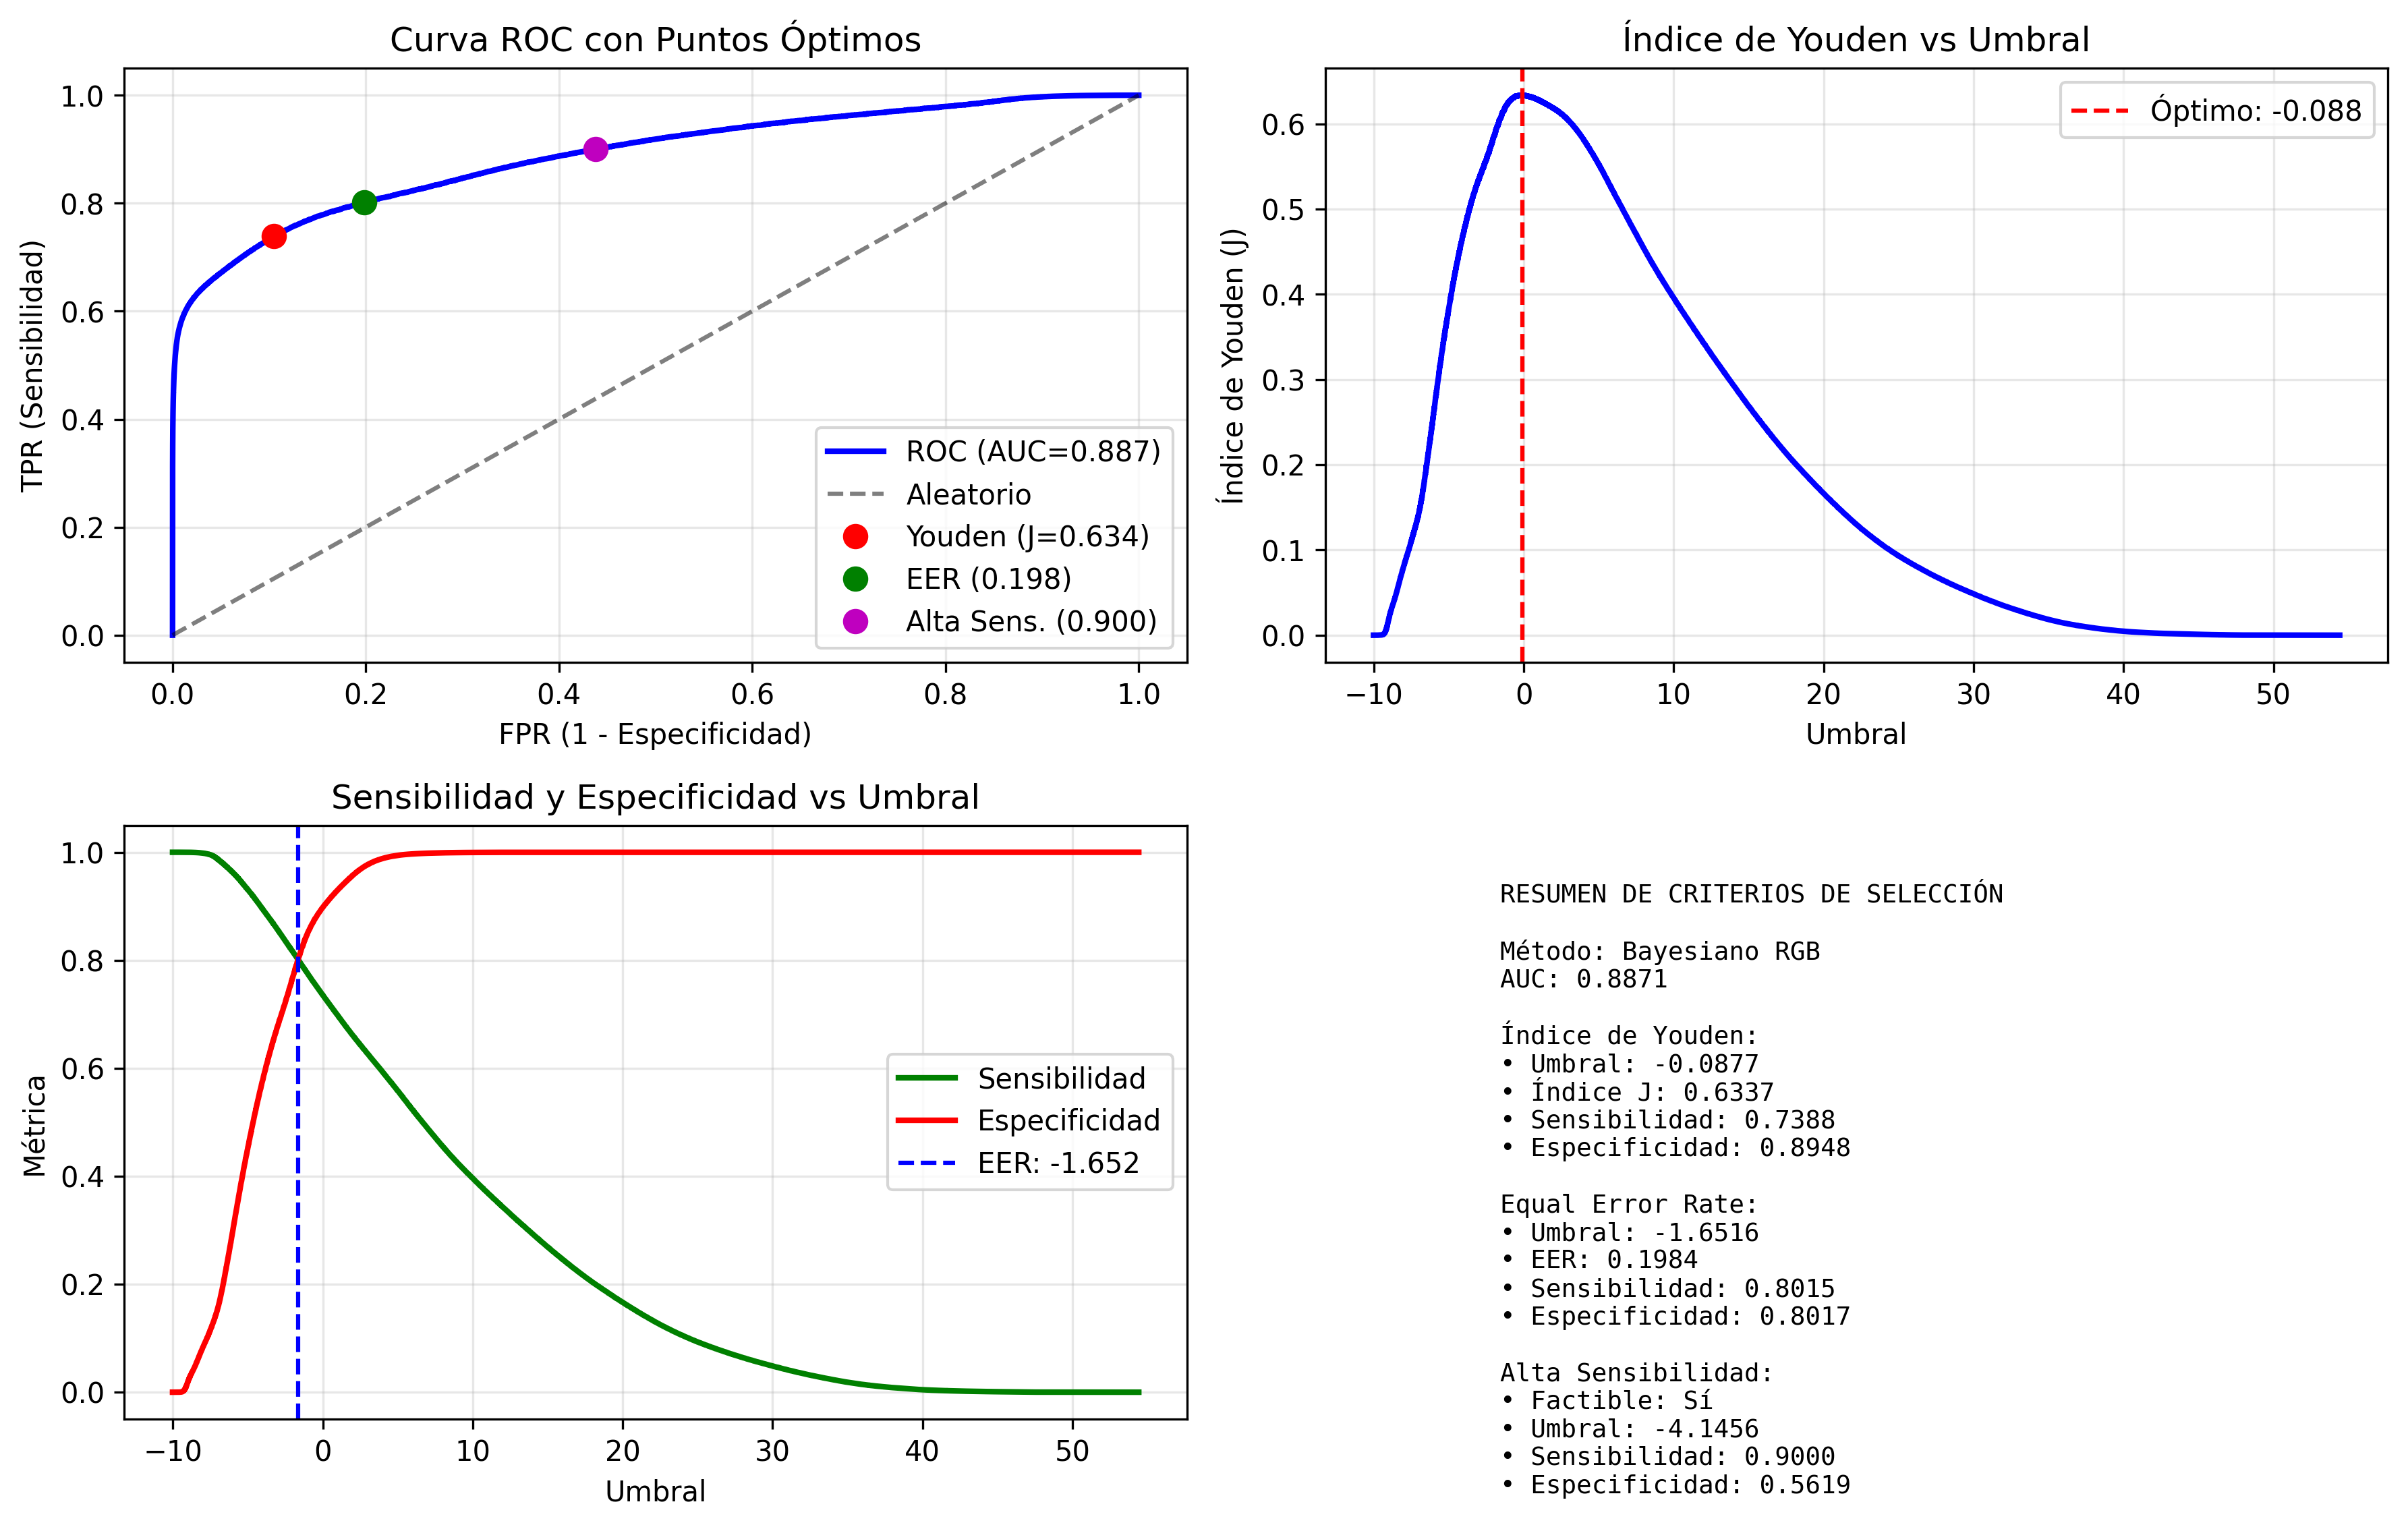 Curva ROC con Puntos Óptimos
TPR (Sensibilidad)
1.0
0.8
0.6
0.4
0.2
0.0
0.0 0.2 0.4 0.6 0.8 1.0
FPR (1 - Especificidad)
ROC (AUC=0.887)
Aleatorio
Youden (J=0.634)
EER (0.198)
Alta Sens. (0.900)
Índice de Youden vs Umbral
Índice de Youden (J)
0.6
0.5
0.4
0.3
0.2
0.1
0.0
−10 0 10 20 30 40 50
Umbral
Óptimo: -0.088
Sensibilidad y Especificidad vs Umbral
Métrica
1.0
0.8
0.6
0.4
0.2
0.0
−10 0 10 20 30 40 50
Umbral
Sensibilidad
Especificidad
EER: -1.652
RESUMEN DE CRITERIOS DE SELECCIÓN
Método: Bayesiano RGB
AUC: 0.8871
Índice de Youden:
• Umbral: -0.0877
• Índice J: 0.6337
• Sensibilidad: 0.7388
• Especificidad: 0.8948
Equal Error Rate:
• Umbral: -1.6516
• EER: 0.1984
• Sensibilidad: 0.8015
• Especificidad: 0.8017
Alta Sensibilidad:
• Factible: Sí
• Umbral: -4.1456
• Sensibilidad: 0.9000
• Especificidad: 0.5619